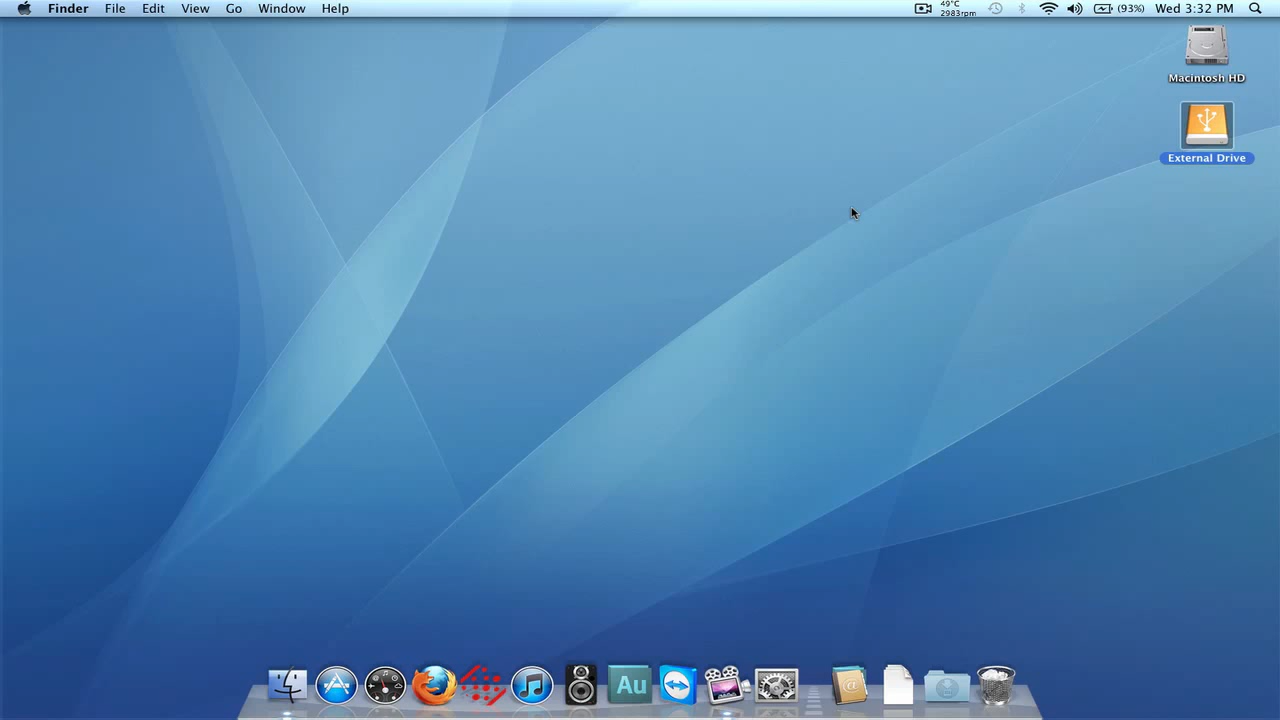 Finder File Edit View Go Window Help 49°C 2983rpm (93%) Wed 3:32 PM
Macintosh HD
External Drive
Au
@